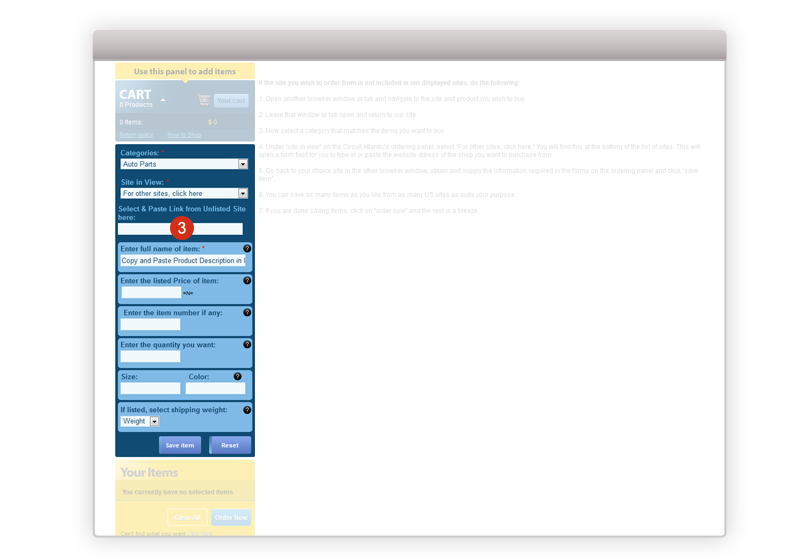 Use this panel to add items
CART
0 Products
Your cart
0 Items:
$ 0
Return policy
How to Shop
If the site you wish to order from is not included in our displayed sites, do the following:
1. Open another browser window or tab and navigate to the site and product you wish to buy.
2. Leave that window or tab open and return to our site.
3. Now select a category that matches the items you want to buy.
4. Under "site in view" on the Circuit Atlantic's ordering panel, select "For other sites, click here." You will find this at the bottom of the list of sites. This will
open a form field for you to type in or paste the website address of the shop you want to purchase from.
5. Go back to your choice site in the other browser window, obtain and supply the information required in the forms on the ordering panel and click "save
item".
6. You can save as many items as you like from as many US sites as suits your purpose.
7. If you are done saving items, click on "order now" and the rest is a breeze.
Categories: *
Auto Parts
Site in View: *
For other sites, click here
Select & Paste Link from Unlisted Site
here:
3
Enter full name of item: *
?
Copy and Paste Product Description in
Enter the listed Price of item:
?
Enter the item number if any:
?
Enter the quantity you want:
?
Size:
Color:
?
If listed, select shipping weight:
?
Weight
Save item
Reset
Your Items
You currently have no selected items
Clear All
Order Now
Can't find what you want